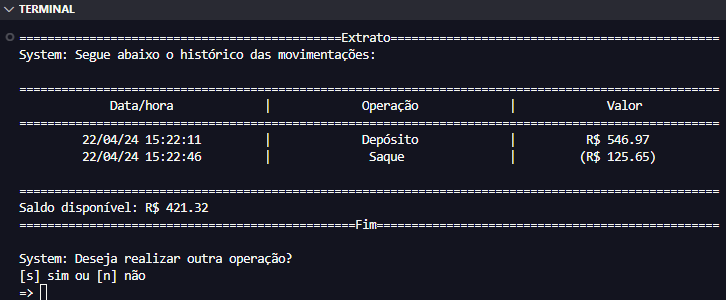 TERMINAL
==============================================Extrato===============================================
System: Segue abaixo o histórico das movimentações:
====================================================================================================
Data/hora | Operação | Valor
====================================================================================================
22/04/24 15:22:11 | Depósito | R$ 546.97
22/04/24 15:22:46 | Saque | (R$ 125.65)
====================================================================================================
Saldo disponível: R$ 421.32
================================================Fim=================================================
System: Deseja realizar outra operação?
[s] sim ou [n] não
=>